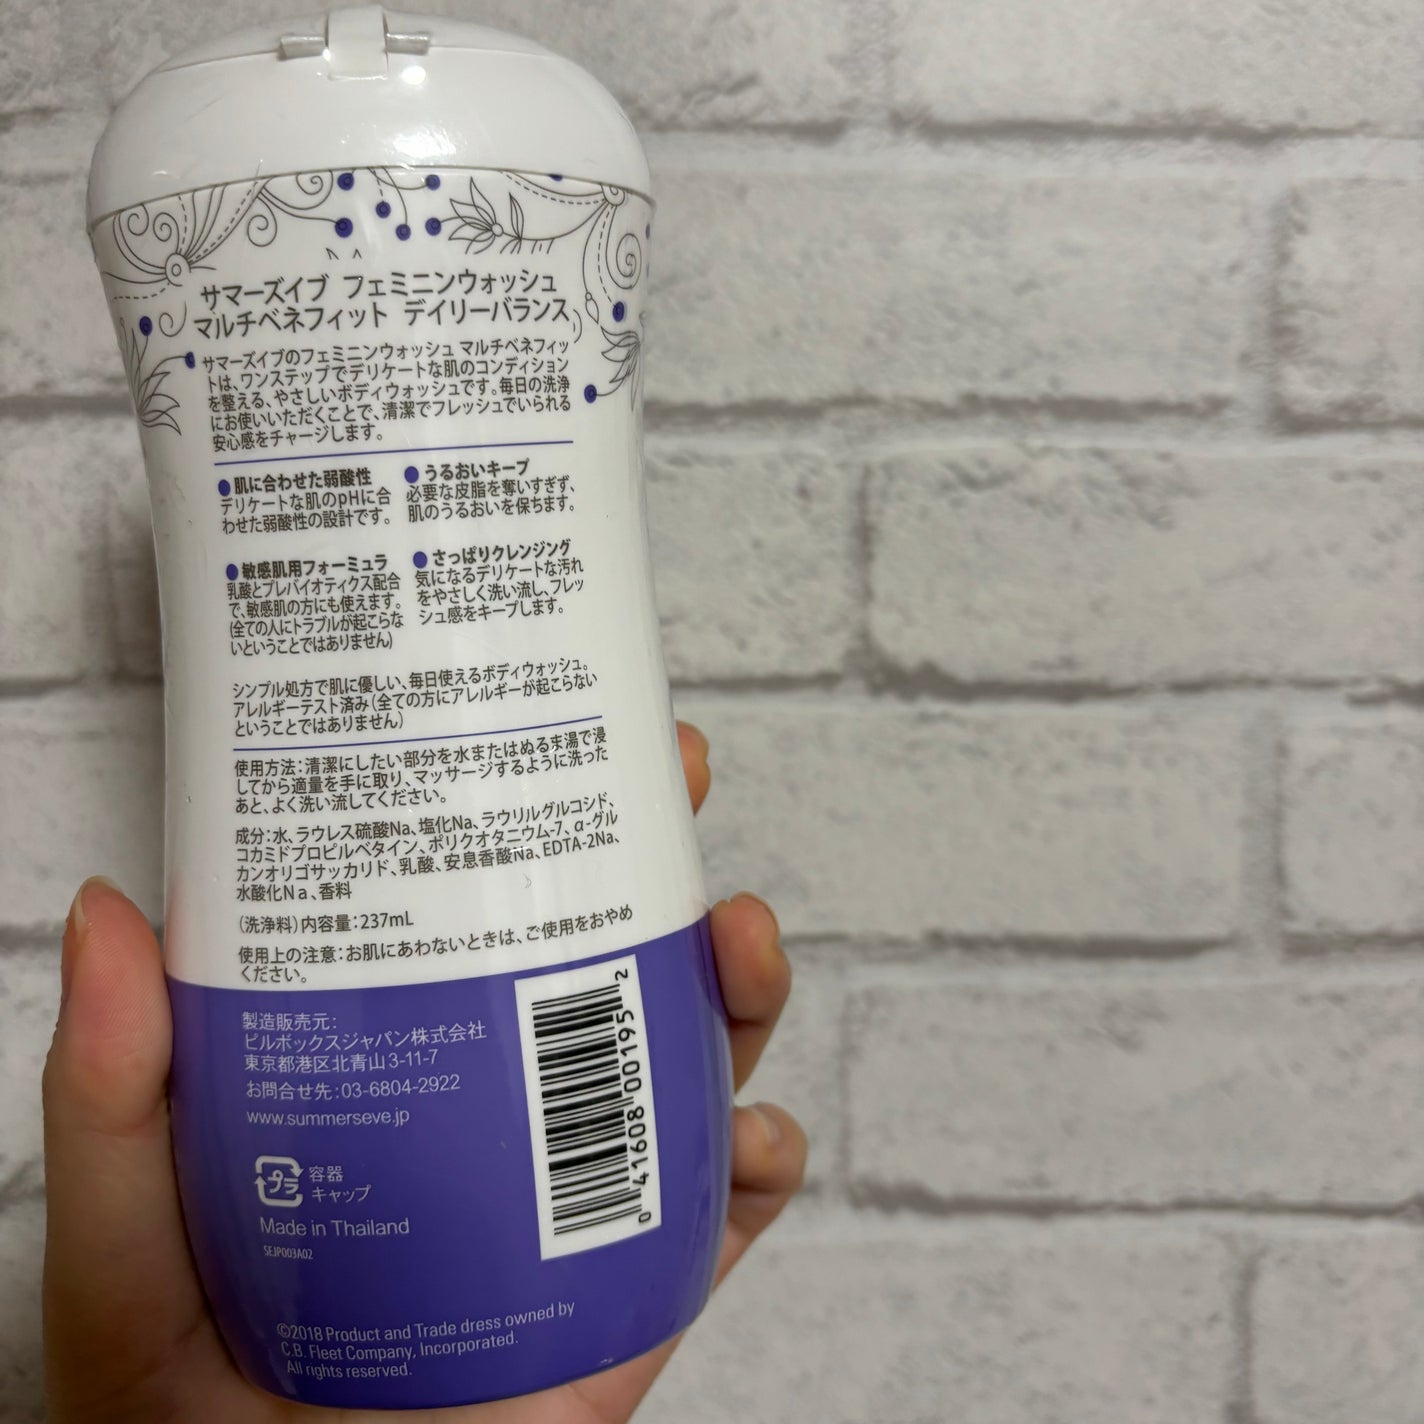 サマーズイブ フェミニンウォッシュ
マルチベネフィット デイリーバランス
サマーズイブのフェミニンウォッシュ マルチベネフィッ
トは、ワンステップでデリケートな肌のコンディション
を整える、やさしいボディウォッシュです。毎日の洗浄
にお使いいただくことで、清潔でフレッシュでいられる
安心感をチャージします。
●肌に合わせた弱酸性
デリケートな肌のpHに合
わせた弱酸性の設計です。
●うるおいキープ
必要な皮脂を奪いすぎず、
肌のうるおいを保ちます。
●敏感肌用フォーミュラ
乳酸とプレバイオティクス配合
で、敏感肌の方にも使えます。
(全ての人にトラブルが起こらな
いということではありません)
●さっぱりクレンジング
気になるデリケートな汚れ
をやさしく洗い流し、フレッ
シュ感をキープします。
シンプル処方で肌に優しい、毎日使えるボディウォッシュ。
アレルギーテスト済み(全ての方にアレルギーが起こらない
ということではありません)
使用方法:清潔にしたい部分を水またはぬるま湯で浸
してから適量を手に取り、マッサージするように洗った
あと、よく洗い流してください。
成分:水、ラウレス硫酸Na、塩化Na、ラウリルグルコシド、
コカミドプロピルベタイン、ポリクオタニウム-7、α-グル
カンオリゴサッカリド、乳酸、安息香酸Na、EDTA-2Na、
水酸化Na、香料
(洗浄料)内容量:237mL
使用上の注意:お肌にあわないときは、ご使用をおやめ
ください。
製造販売元:
ピルボックスジャパン株式会社
東京都港区北青山3-11-7
お問合せ先:03-6804-2922
www.summerseve.jp
プラ
容器
キャップ
Made in Thailand
SEJP003A02
0 41608 00195 2
©2018 Product and Trade dress owned by
C.B. Fleet Company, Incorporated.
All rights reserved.